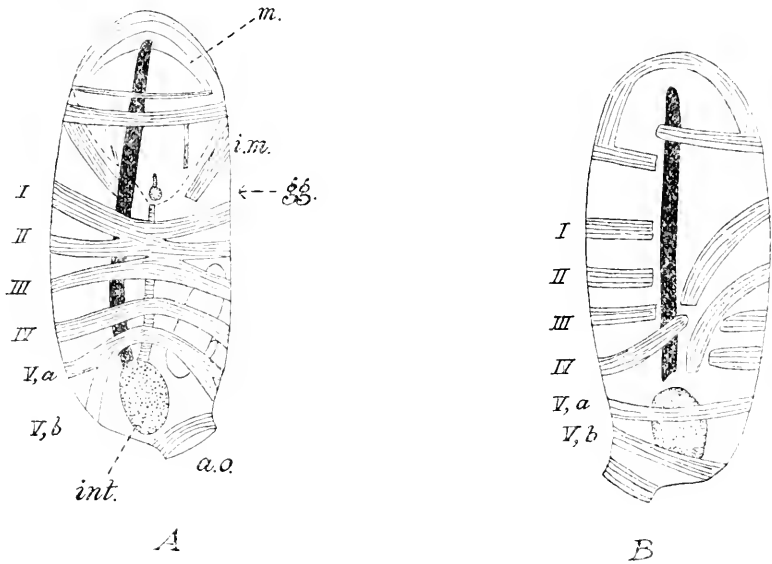 m.
i.m.
gg.
I
II
III
IV
V, a
V, b
a.o.
int.
A
I
II
III
IV
V, a
V, b
B